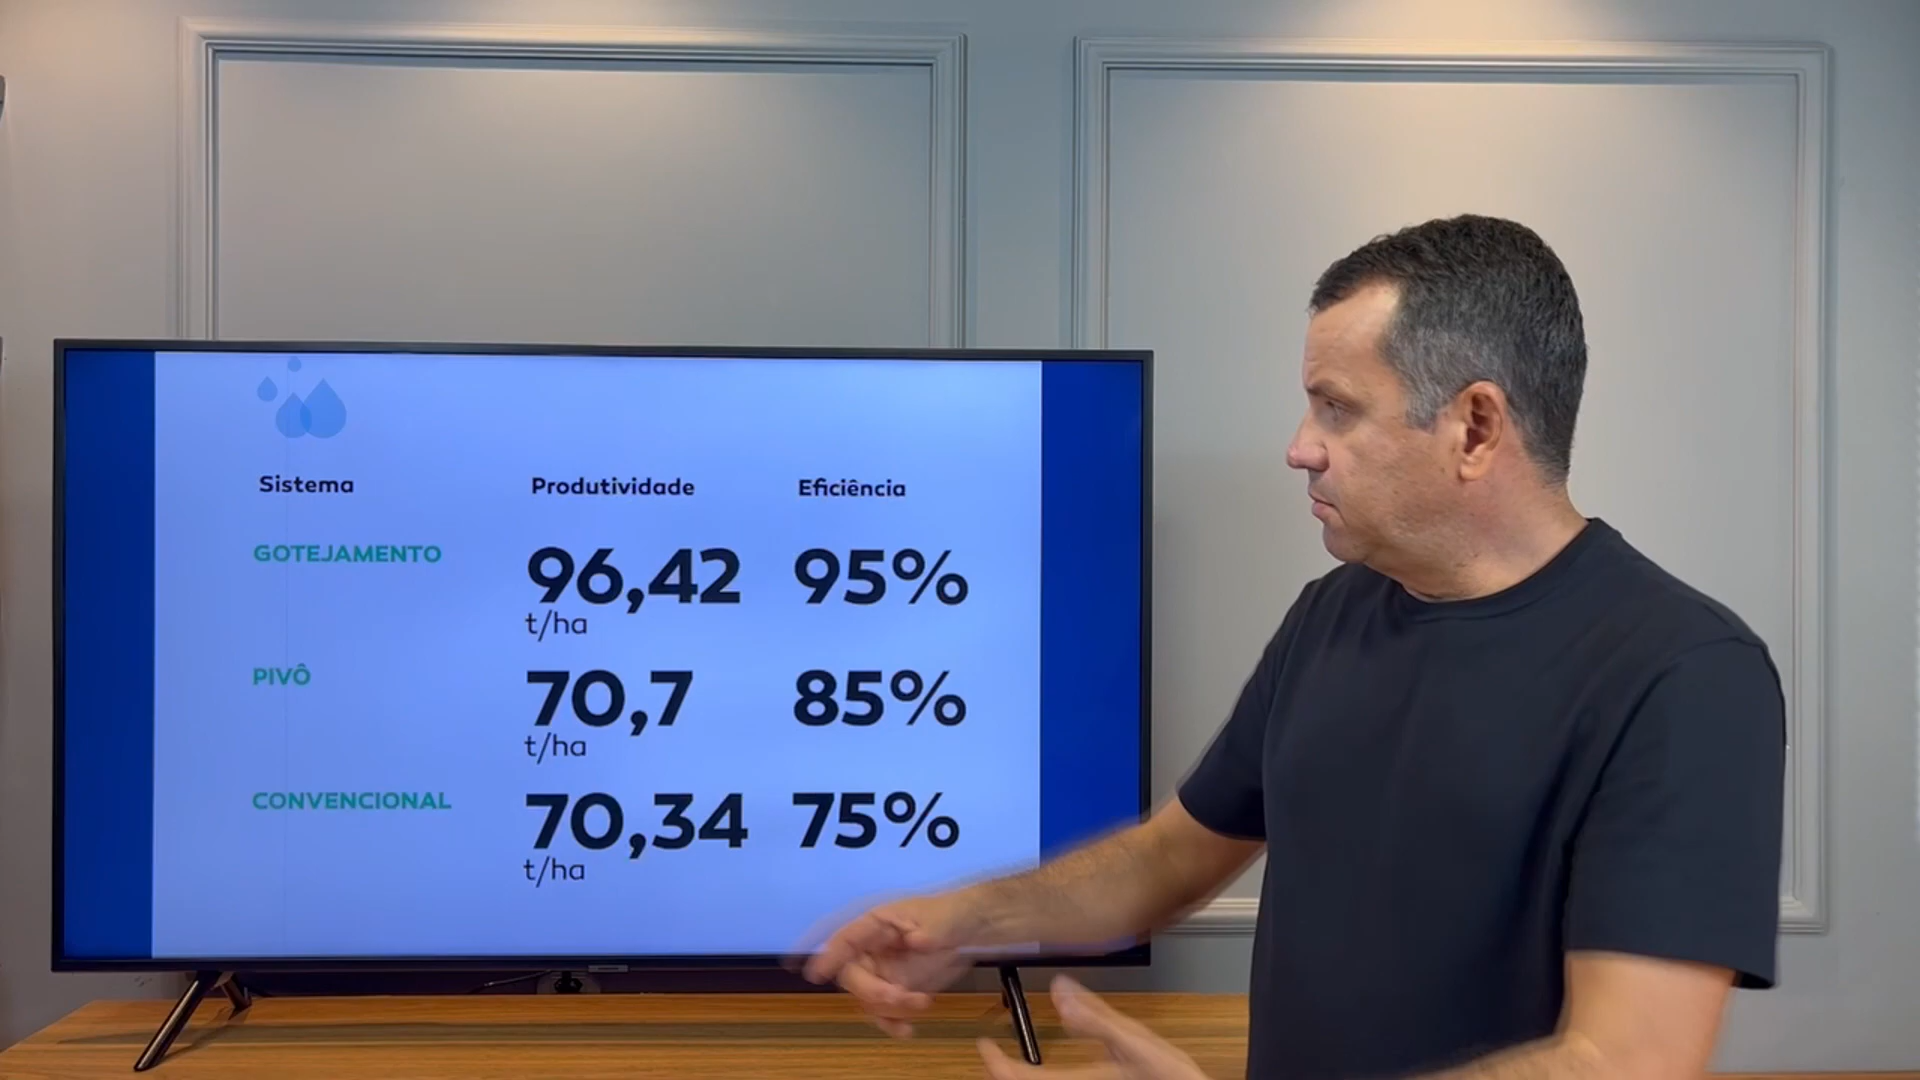 Sistema Produtividade Eficiência
GOTEJAMENTO 96,42 95%
t/ha
PIVÔ 70,7 85%
t/ha
CONVENCIONAL 70,34 75%
t/ha